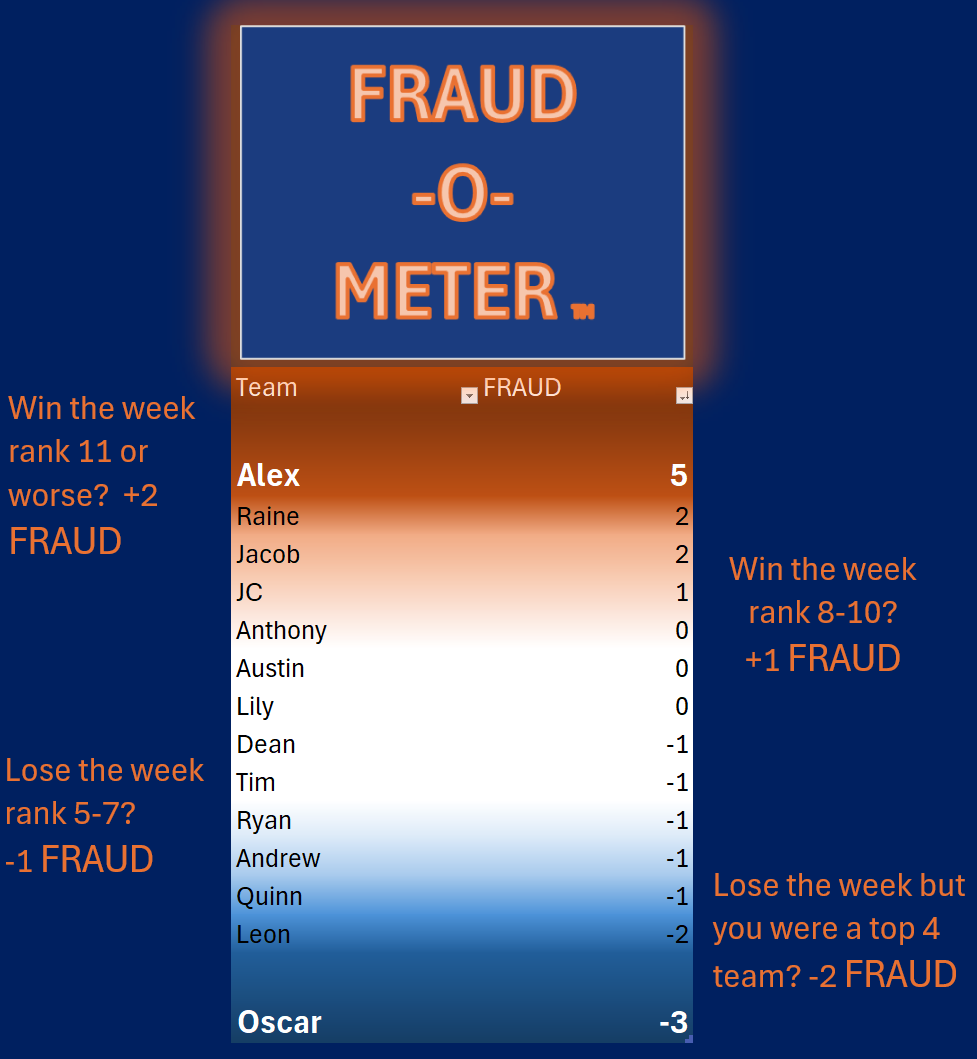 FRAUD
-O-
METER TM
Team FRAUD
Alex 5
Raine 2
Jacob 2
JC 1
Anthony 0
Austin 0
Lily 0
Dean -1
Tim -1
Ryan -1
Andrew -1
Quinn -1
Leon -2
Oscar -3
Win the week
rank 11 or
worse?  +2
FRAUD
Win the week
rank 8-10?
+1 FRAUD
Lose the week
rank 5-7?
-1 FRAUD
Lose the week but
you were a top 4
team? -2 FRAUD